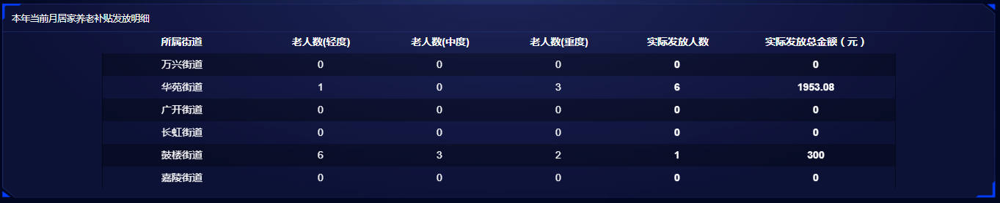 本年当前月居家养老补贴发放明细
所属街道 老人数(轻度) 老人数(中度) 老人数(重度) 实际发放人数 实际发放总金额（元）
万兴街道 0 0 0 0 0
华苑街道 1 0 3 6 1953.08
广开街道 0 0 0 0 0
长虹街道 0 0 0 0 0
鼓楼街道 6 3 2 1 300
嘉陵街道 0 0 0 0 0